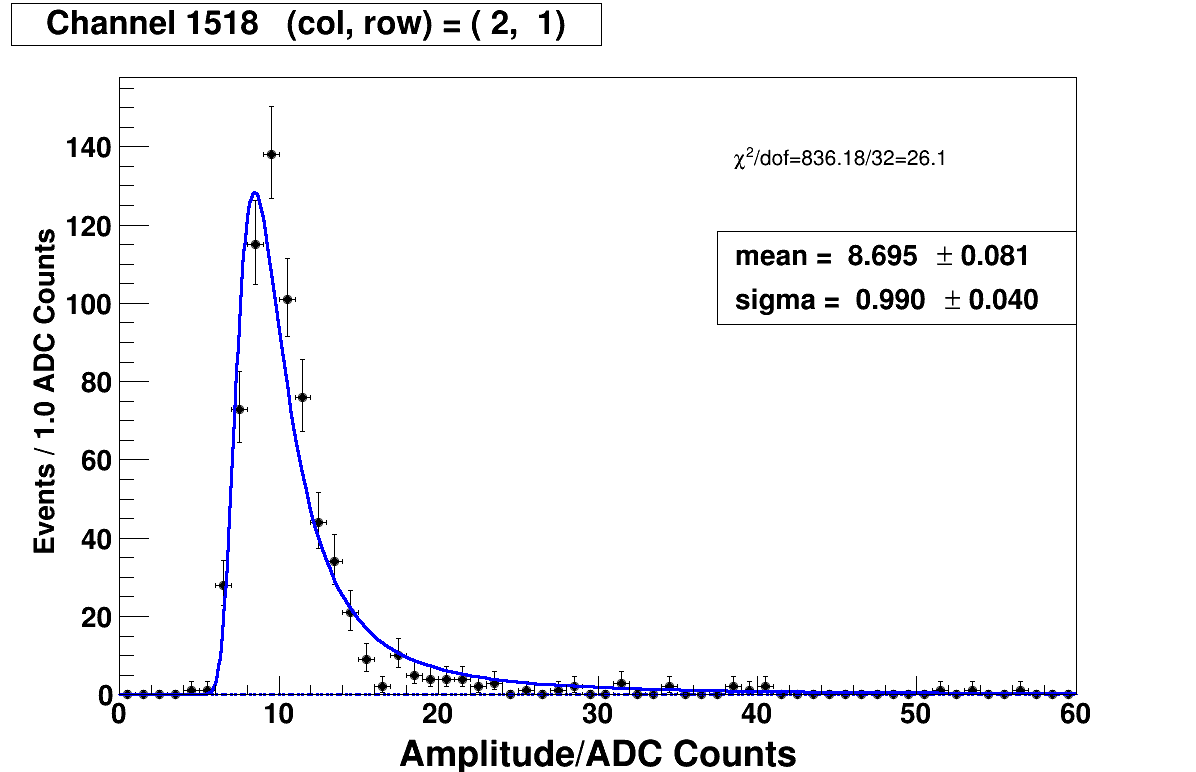 Channel 1518 (col, row) = ( 2, 1)
χ²/dof=836.18/32=26.1
mean = 8.695 ± 0.081
sigma = 0.990 ± 0.040
Events / 1.0 ADC Counts
140
120
100
80
60
40
20
0
0 10 20 30 40 50 60
Amplitude/ADC Counts